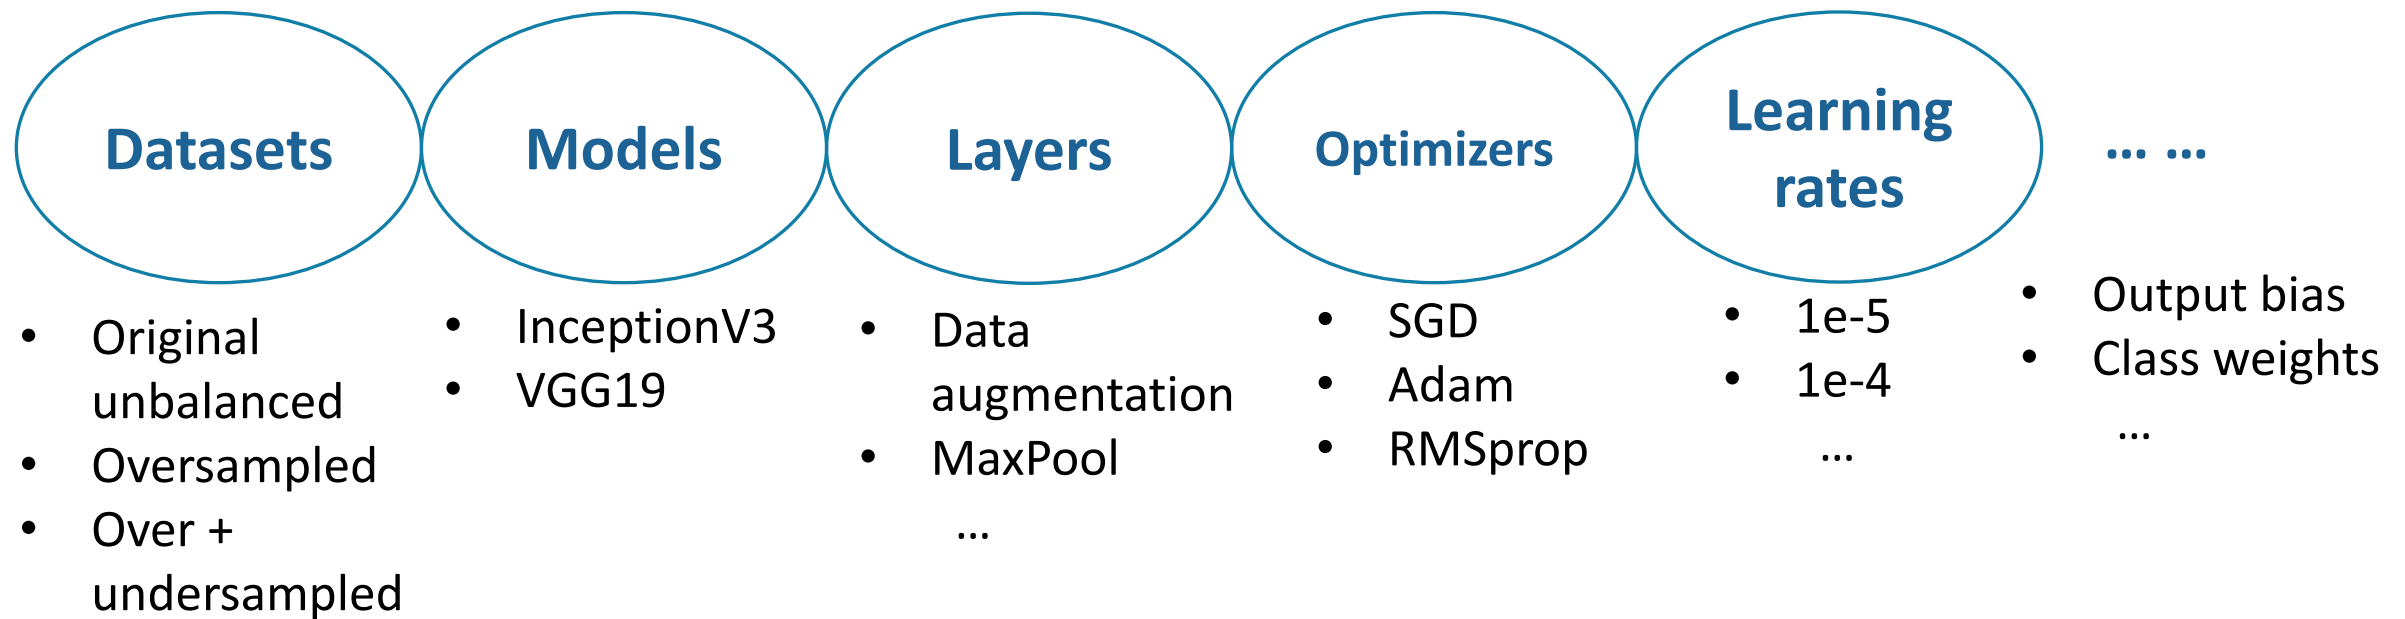 Datasets
• Original
unbalanced
• Oversampled
• Over +
undersampled
Models
• InceptionV3
• VGG19
Layers
• Data
augmentation
• MaxPool
...
Optimizers
• SGD
• Adam
• RMSprop
Learning
rates
• 1e-5
• 1e-4
...
... ...
• Output bias
• Class weights
...